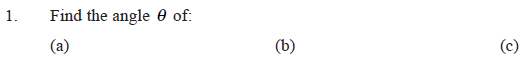 1. Find the angle θ of:
(a) (b) (c)